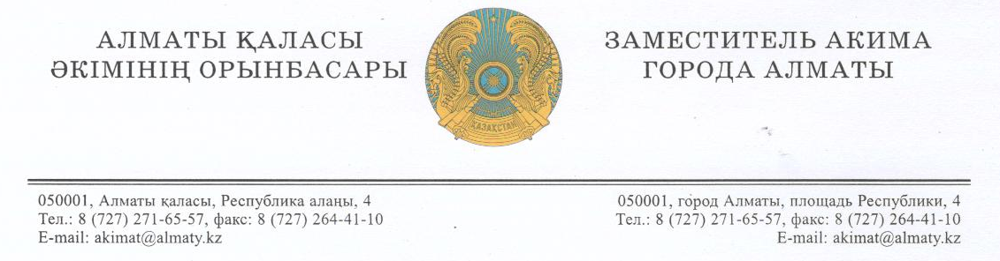 АЛМАТЫ ҚАЛАСЫ
ӘКІМІНІҢ ОРЫНБАСАРЫ
ҚАЗАҚСТАН
ЗАМЕСТИТЕЛЬ АКИМА
ГОРОДА АЛМАТЫ
050001, Алматы қаласы, Республика алаңы, 4
Тел.: 8 (727) 271-65-57, факс: 8 (727) 264-41-10
E-mail: akimat@almaty.kz
050001, город Алматы, площадь Республики, 4
Тел.: 8 (727) 271-65-57, факс: 8 (727) 264-41-10
E-mail: akimat@almaty.kz